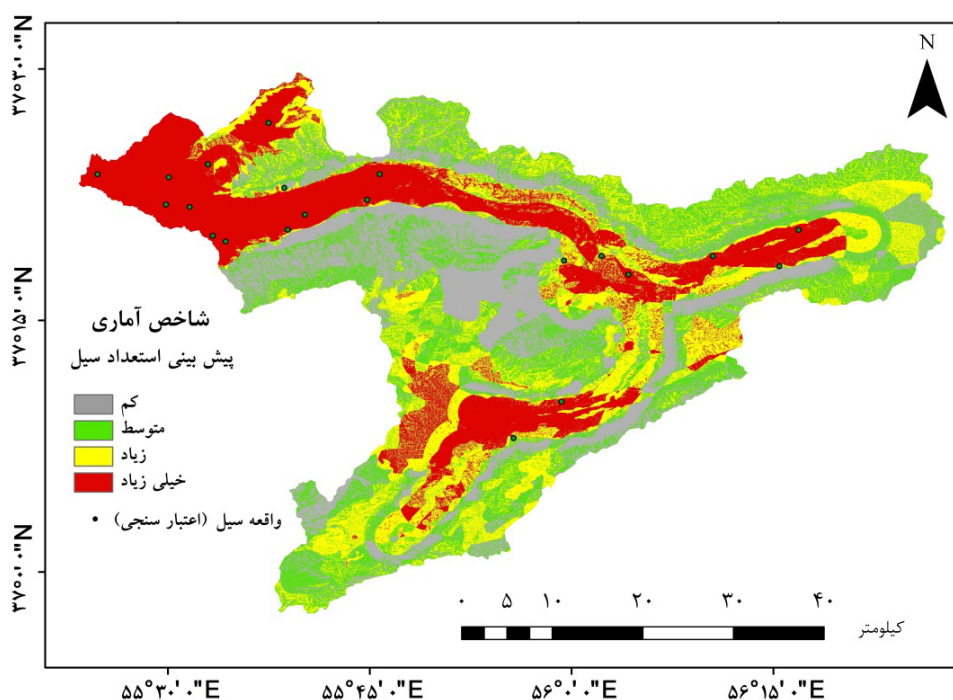 N
۳۷°۳۰'۰"N
۳۷°۱۵'۰"N
۳۷°۰'۰"N
شاخص آماری
پیش بینی استعداد سیل
کم
متوسط
زیاد
خیلی زیاد
واقعه سیل (اعتبار سنجی)
۰ ۵ ۱۰ ۲۰ ۳۰ ۴۰
کیلومتر
۵۵°۳۰'۰"E ۵۵°۴۵'۰"E ۵۶°۰'۰"E ۵۶°۱۵'۰"E